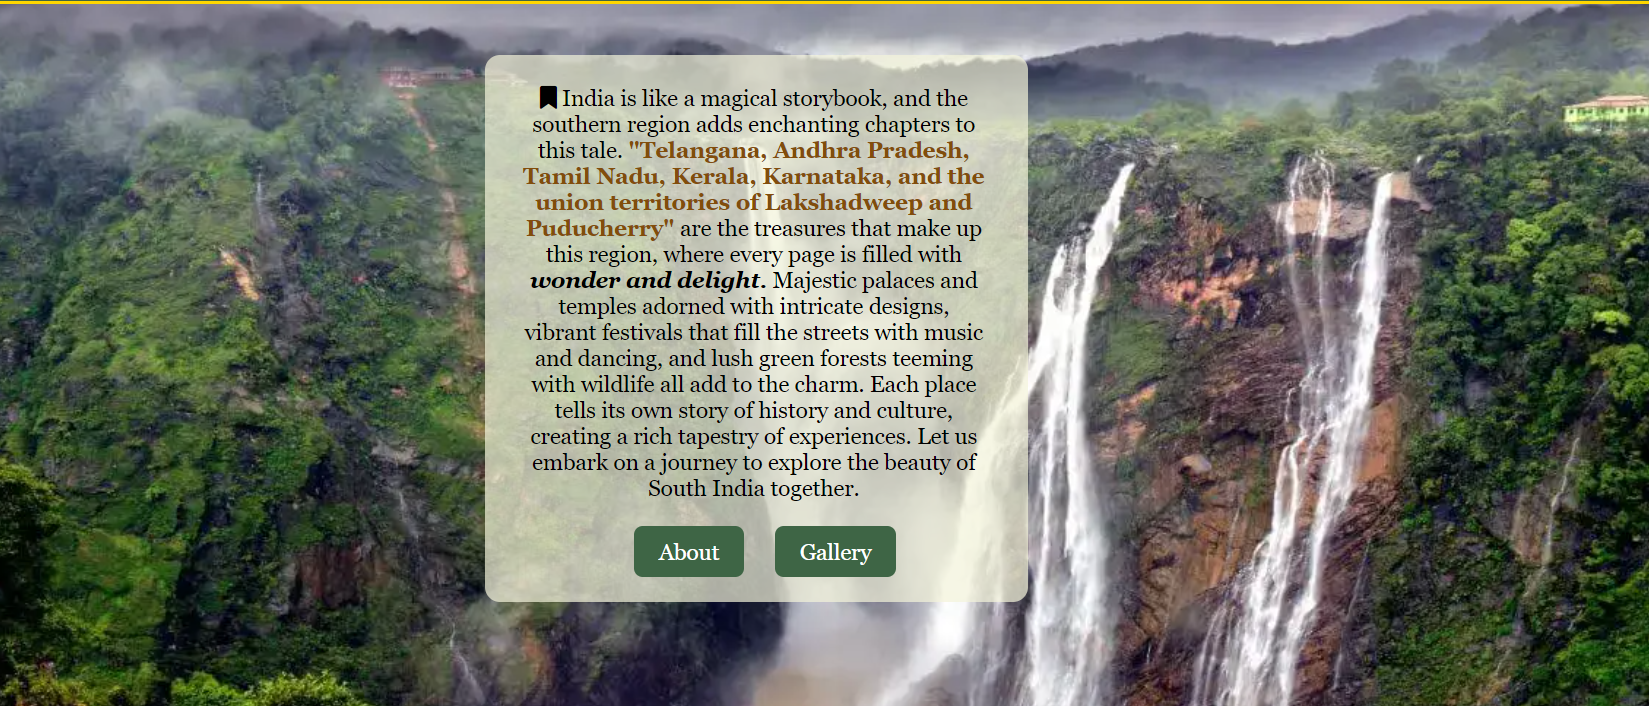 India is like a magical storybook, and the
southern region adds enchanting chapters to
this tale. "Telangana, Andhra Pradesh,
Tamil Nadu, Kerala, Karnataka, and the
union territories of Lakshadweep and
Puducherry" are the treasures that make up
this region, where every page is filled with
wonder and delight. Majestic palaces and
temples adorned with intricate designs,
vibrant festivals that fill the streets with music
and dancing, and lush green forests teeming
with wildlife all add to the charm. Each place
tells its own story of history and culture,
creating a rich tapestry of experiences. Let us
embark on a journey to explore the beauty of
South India together.
About
Gallery